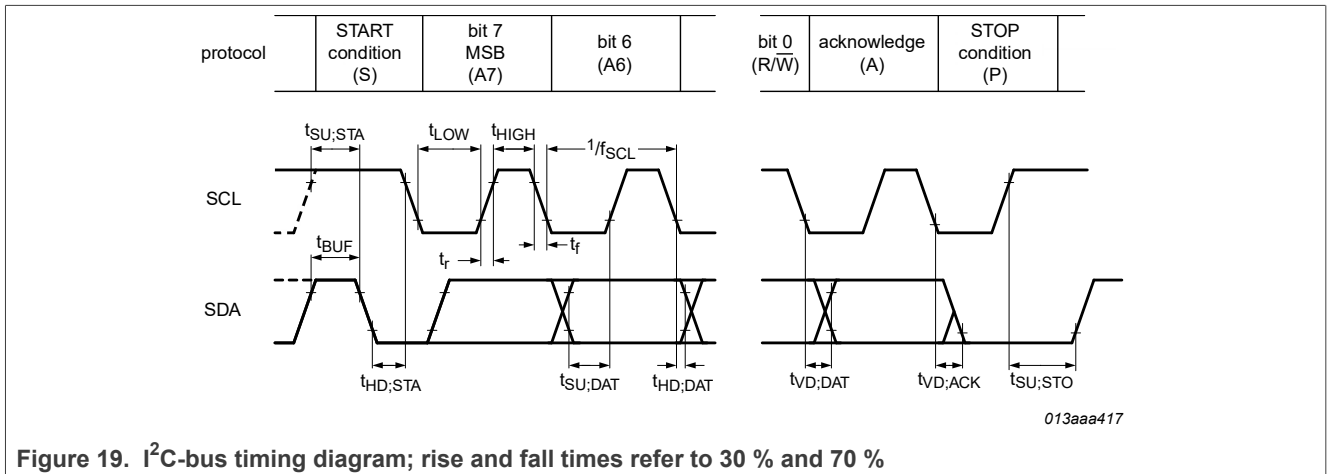 protocol
START condition (S)
bit 7 MSB (A7)
bit 6 (A6)
bit 0 (R/W̅)
acknowledge (A)
STOP condition (P)
tSU;STA
tLOW
tHIGH
1/fSCL
SCL
tBUF
tr
tf
SDA
tHD;STA
tSU;DAT
tHD;DAT
tVD;DAT
tVD;ACK
tSU;STO
013aaa417
Figure 19. I²C-bus timing diagram; rise and fall times refer to 30 % and 70 %